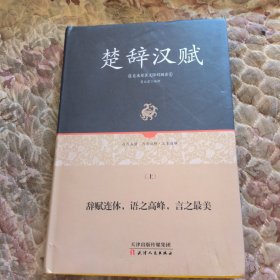 楚辞汉赋
（上）
辞赋连体，语之高峰，言之最美
天津出版传媒集团
天津人民出版社